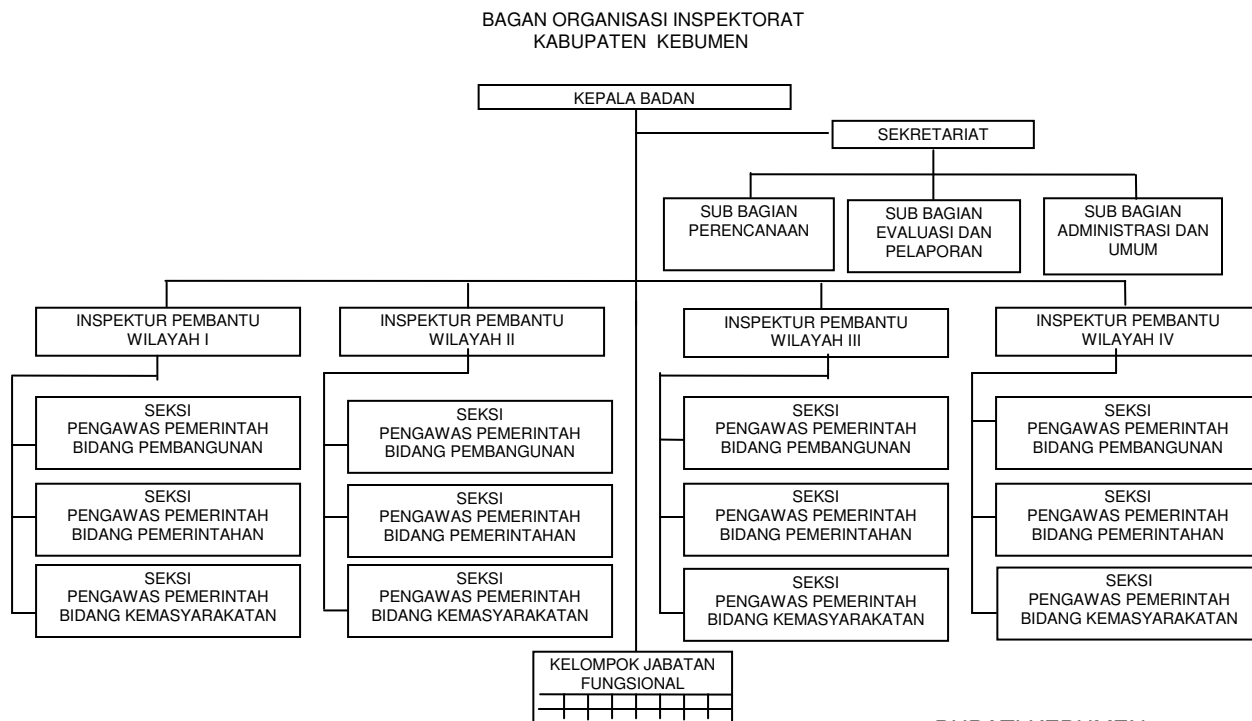 BAGAN ORGANISASI INSPEKTORAT
KABUPATEN KEBUMEN
KEPALA BADAN
SEKRETARIAT
SUB BAGIAN
PERENCANAAN
SUB BAGIAN
EVALUASI DAN
PELAPORAN
SUB BAGIAN
ADMINISTRASI DAN
UMUM
INSPEKTUR PEMBANTU
WILAYAH I
INSPEKTUR PEMBANTU
WILAYAH II
INSPEKTUR PEMBANTU
WILAYAH III
INSPEKTUR PEMBANTU
WILAYAH IV
SEKSI
PENGAWAS PEMERINTAH
BIDANG PEMBANGUNAN
SEKSI
PENGAWAS PEMERINTAH
BIDANG PEMBANGUNAN
SEKSI
PENGAWAS PEMERINTAH
BIDANG PEMBANGUNAN
SEKSI
PENGAWAS PEMERINTAH
BIDANG PEMBANGUNAN
SEKSI
PENGAWAS PEMERINTAH
BIDANG PEMERINTAHAN
SEKSI
PENGAWAS PEMERINTAH
BIDANG PEMERINTAHAN
SEKSI
PENGAWAS PEMERINTAH
BIDANG PEMERINTAHAN
SEKSI
PENGAWAS PEMERINTAH
BIDANG PEMERINTAHAN
SEKSI
PENGAWAS PEMERINTAH
BIDANG KEMASYARAKATAN
SEKSI
PENGAWAS PEMERINTAH
BIDANG KEMASYARAKATAN
SEKSI
PENGAWAS PEMERINTAH
BIDANG KEMASYARAKATAN
SEKSI
PENGAWAS PEMERINTAH
BIDANG KEMASYARAKATAN
KELOMPOK JABATAN
FUNGSIONAL